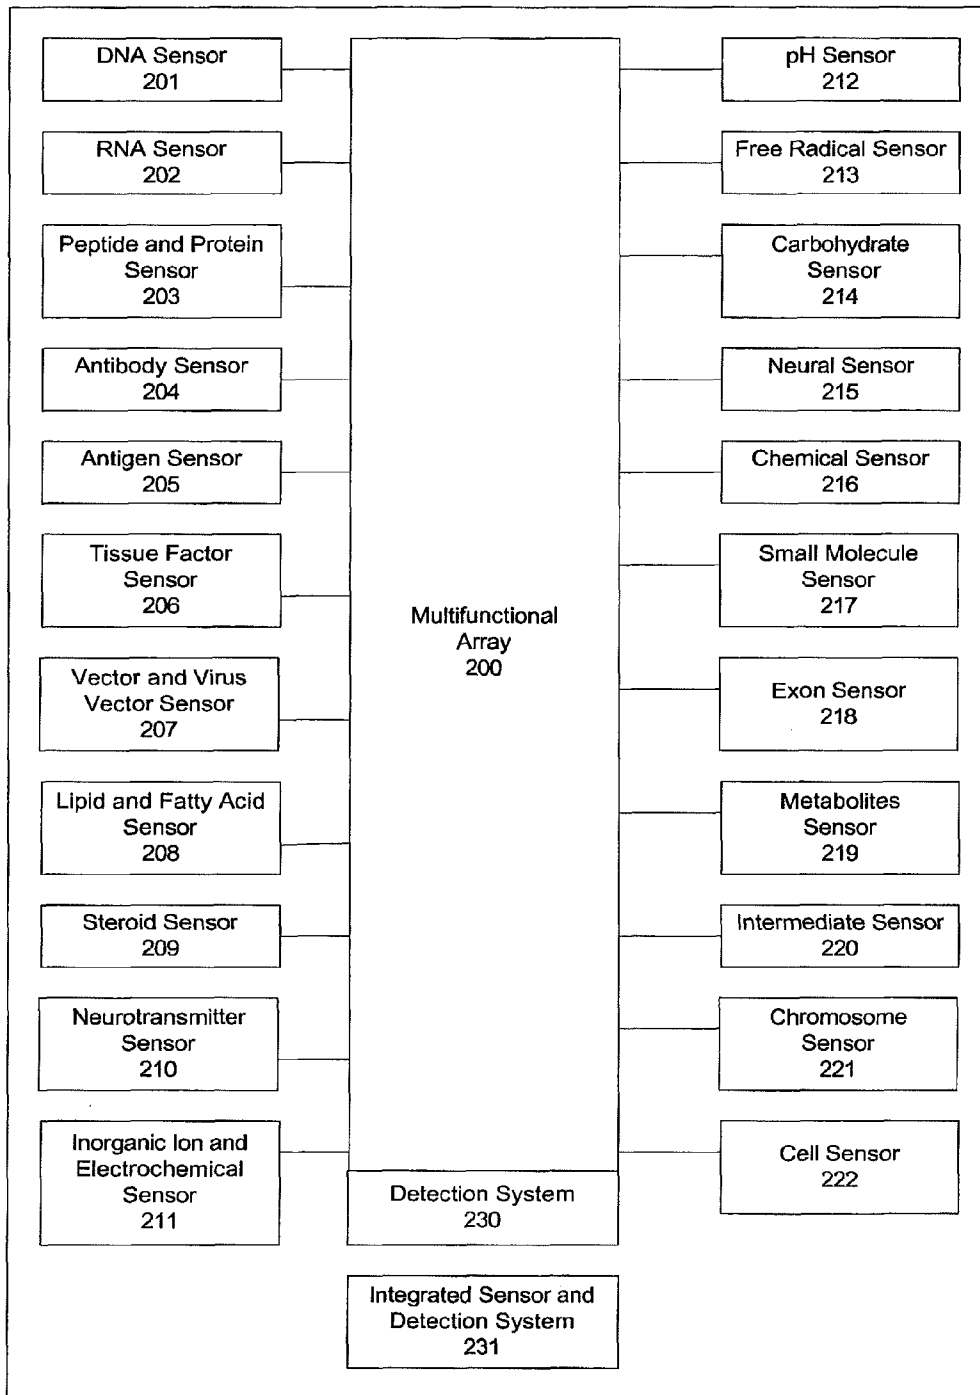 DNA Sensor
201
RNA Sensor
202
Peptide and Protein
Sensor
203
Antibody Sensor
204
Antigen Sensor
205
Tissue Factor
Sensor
206
Vector and Virus
Vector Sensor
207
Lipid and Fatty Acid
Sensor
208
Steroid Sensor
209
Neurotransmitter
Sensor
210
Inorganic Ion and
Electrochemical
Sensor
211
Multifunctional
Array
200
Detection System
230
Integrated Sensor and
Detection System
231
pH Sensor
212
Free Radical Sensor
213
Carbohydrate
Sensor
214
Neural Sensor
215
Chemical Sensor
216
Small Molecule
Sensor
217
Exon Sensor
218
Metabolites
Sensor
219
Intermediate Sensor
220
Chromosome
Sensor
221
Cell Sensor
222